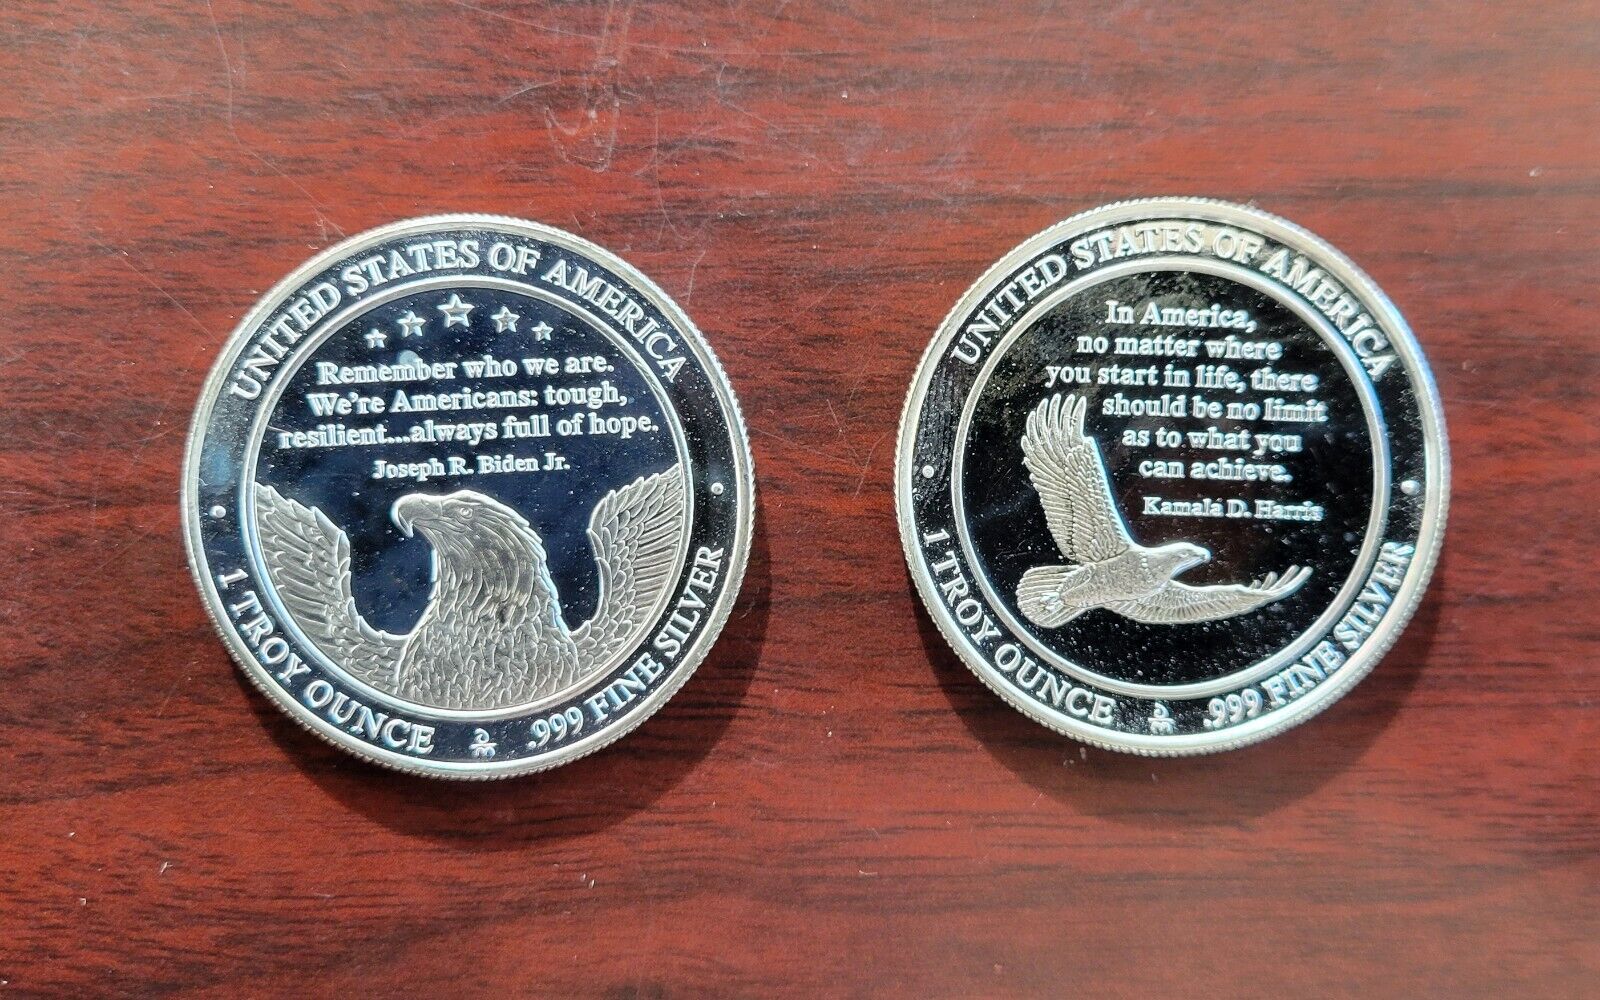 UNITED STATES OF AMERICA
Remember who we are.
We're Americans: tough,
resilient...always full of hope.
Joseph R. Biden Jr.
1 TROY OUNCE
.999 FINE SILVER
UNITED STATES OF AMERICA
In America,
no matter where
you start in life, there
should be no limit
as to what you
can achieve.
Kamala D. Harris
1 TROY OUNCE
.999 FINE SILVER